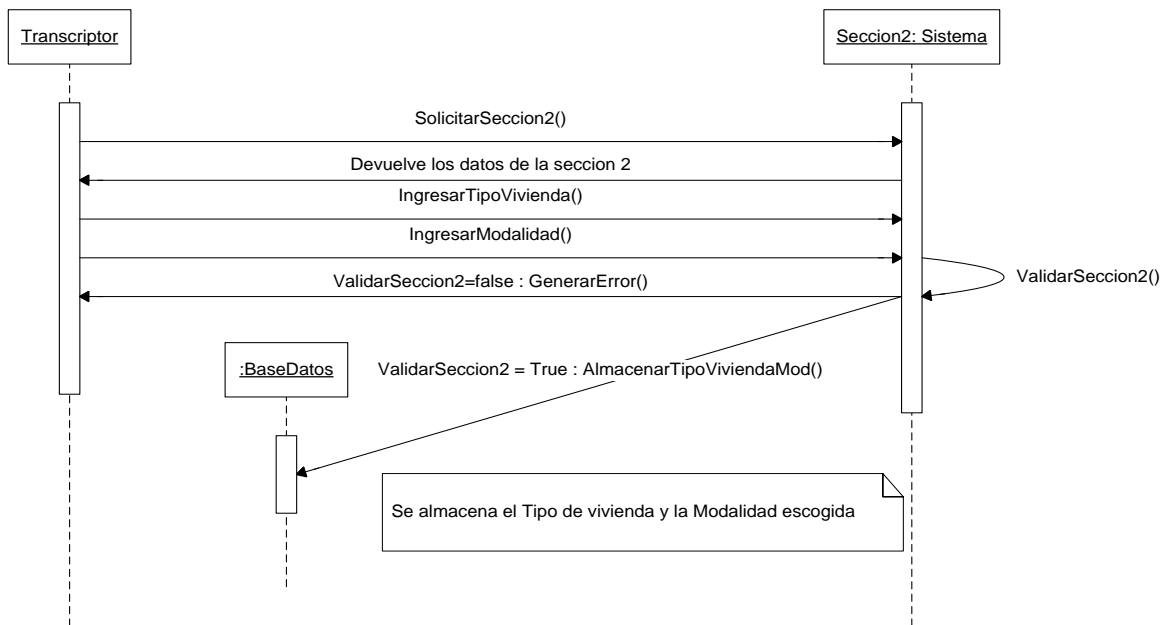 Transcriptor
Seccion2: Sistema
SolicitarSeccion2()
Devuelve los datos de la seccion 2
IngresarTipoVivienda()
IngresarModalidad()
ValidarSeccion2()
ValidarSeccion2=false : GenerarError()
:BaseDatos
ValidarSeccion2 = True : AlmacenarTipoViviendaMod()
Se almacena el Tipo de vivienda y la Modalidad escogida